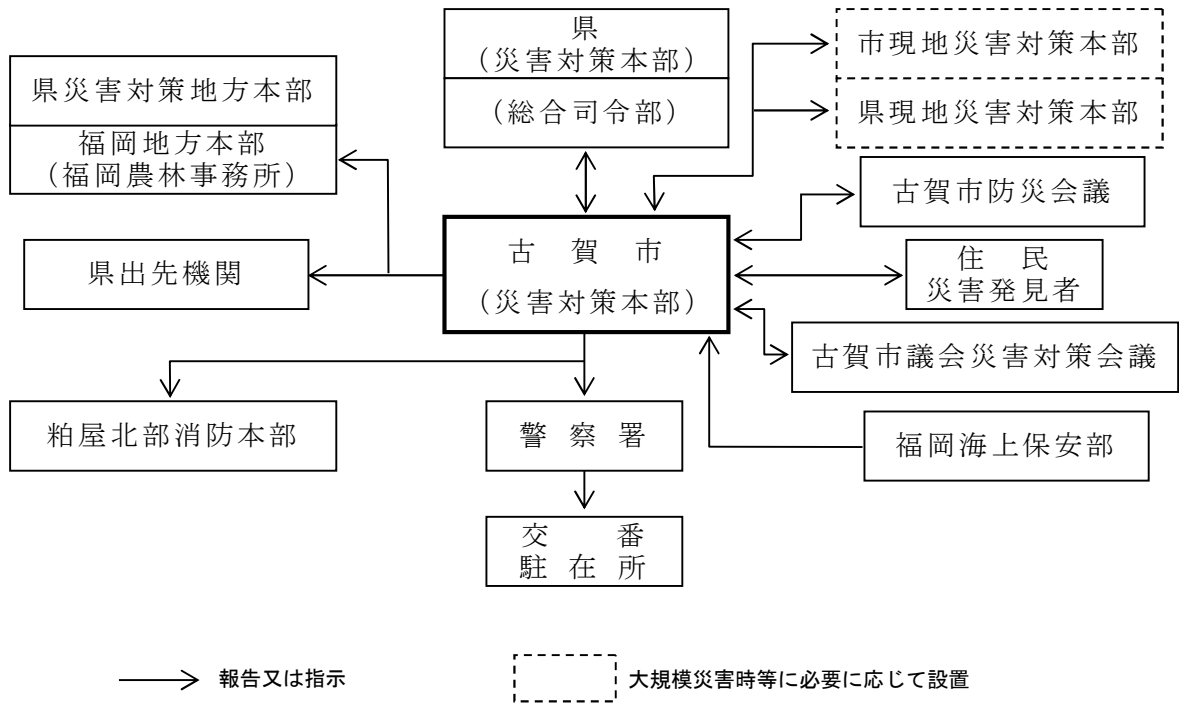 県
(災害対策本部)
(総合司令部)
市現地災害対策本部
県現地災害対策本部
県災害対策地方本部
福岡地方本部
(福岡農林事務所)
古賀市防災会議
古賀市
(災害対策本部)
県出先機関
住民
災害発見者
古賀市議会災害対策会議
粕屋北部消防本部
警察署
福岡海上保安部
交番
駐在所
報告又は指示
大規模災害時等に必要に応じて設置